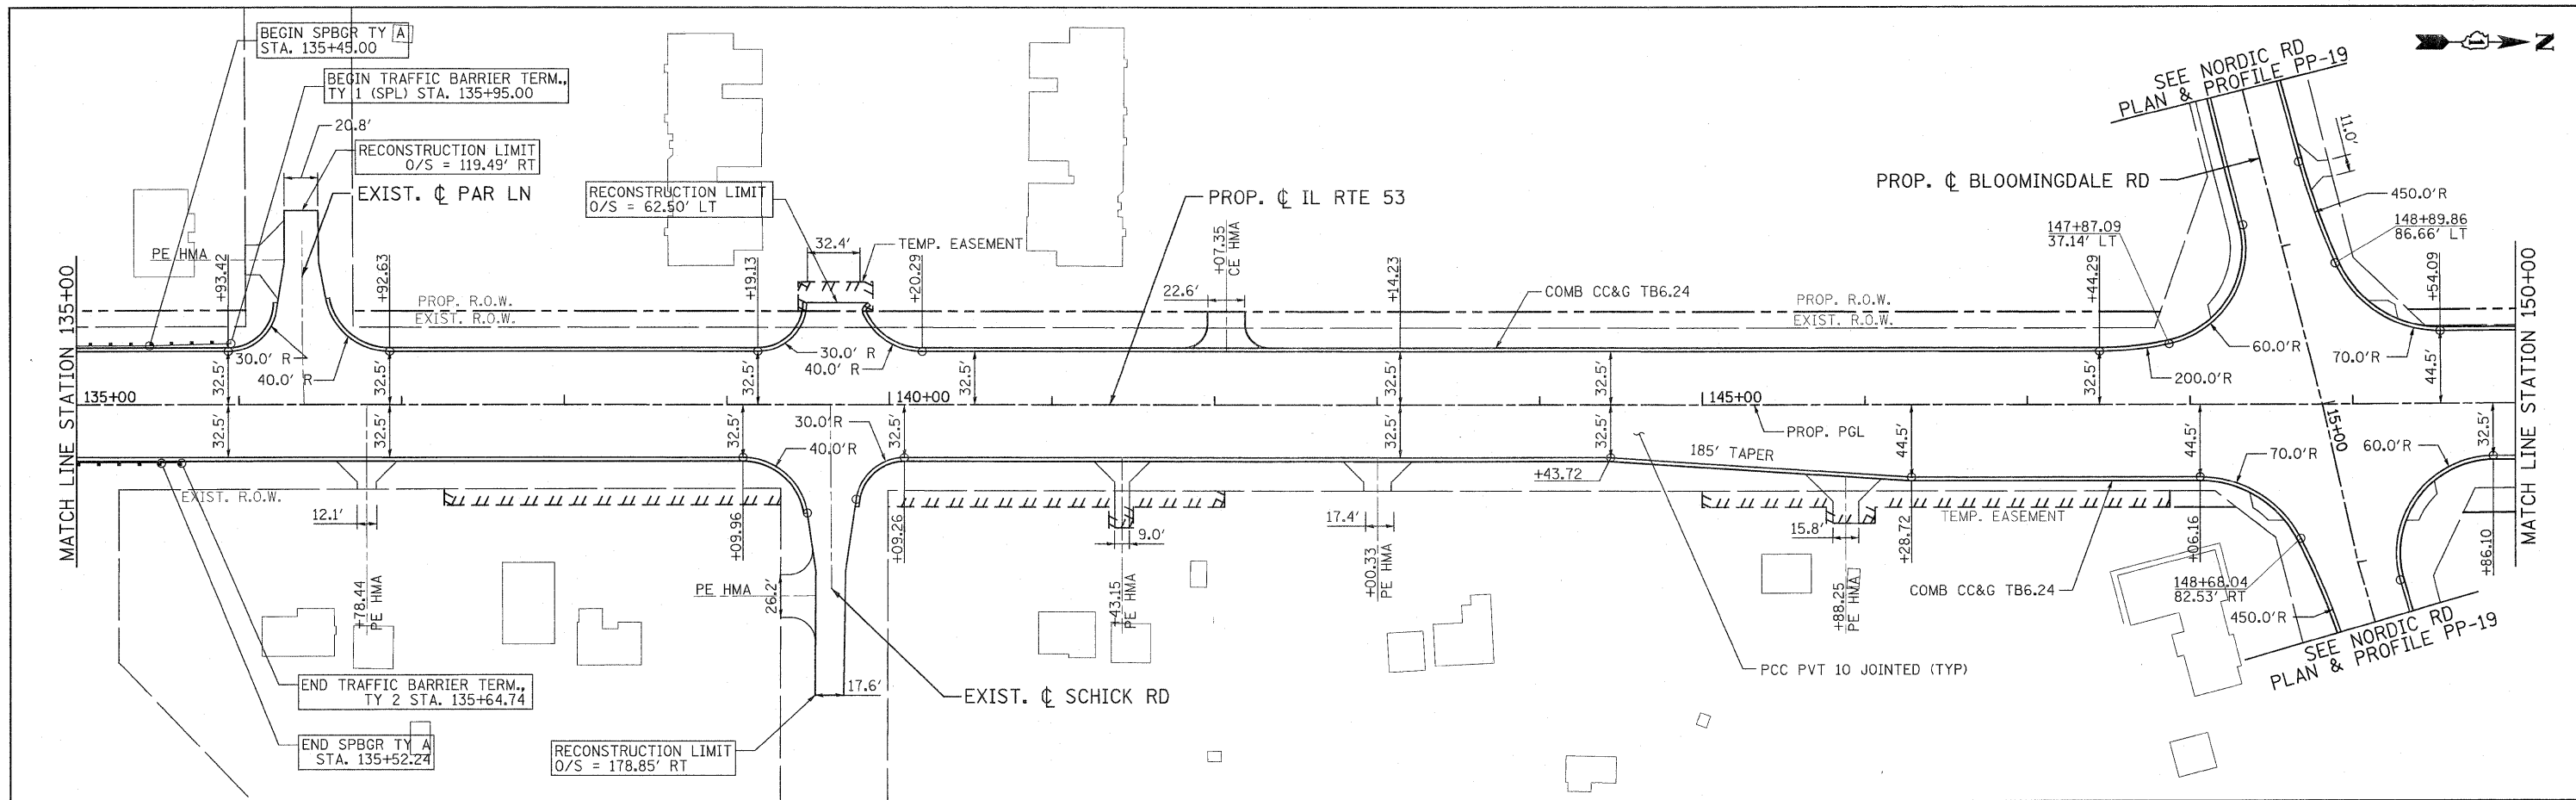 BEGIN SPBGR TY A
STA. 135+45.00
BEGIN TRAFFIC BARRIER TERM.,
TY 1 (SPL) STA. 135+95.00
20.8'
RECONSTRUCTION LIMIT
O/S = 119.49' RT
EXIST. ℄ PAR LN
PE HMA
RECONSTRUCTION LIMIT
O/S = 62.50' LT
32.4'
TEMP. EASEMENT
PROP. ℄ IL RTE 53
+07.35
CE HMA
22.6'
COMB CC&G TB6.24
PROP. ℄ BLOOMINGDALE RD
SEE NORDIC RD
PLAN & PROFILE PP-19
N
11.0'
450.0'R
148+89.86
86.66' LT
147+87.09
37.14' LT
MATCH LINE STATION 135+00
+93.42
+92.63
+19.13
+20.29
+14.23
+44.29
+54.09
PROP. R.O.W.
EXIST. R.O.W.
PROP. R.O.W.
EXIST. R.O.W.
30.0' R
40.0' R
30.0' R
40.0' R
60.0'R
200.0'R
70.0'R
44.5'
32.5'
32.5'
32.5'
32.5'
32.5'
32.5'
32.5'
135+00
140+00
145+00
15+00
PROP. PGL
MATCH LINE STATION 150+00
32.5'
32.5'
32.5'
32.5'
32.5'
32.5'
44.5'
44.5'
32.5'
30.0'R
40.0'R
185' TAPER
+43.72
70.0'R
60.0'R
EXIST. R.O.W.
12.1'
+78.44
PE HMA
+09.96
+09.26
9.0'
+43.15
PE HMA
17.4'
+00.33
PE HMA
15.8'
+88.25
PE HMA
+28.72
TEMP. EASEMENT
+06.16
+86.10
PE HMA
26.2'
COMB CC&G TB6.24
148+68.04
82.53' RT
450.0'R
SEE NORDIC RD
PLAN & PROFILE PP-19
PCC PVT 10 JOINTED (TYP)
END TRAFFIC BARRIER TERM.,
TY 2 STA. 135+64.74
17.6'
EXIST. ℄ SCHICK RD
END SPBGR TY A
STA. 135+52.24
RECONSTRUCTION LIMIT
O/S = 178.85' RT